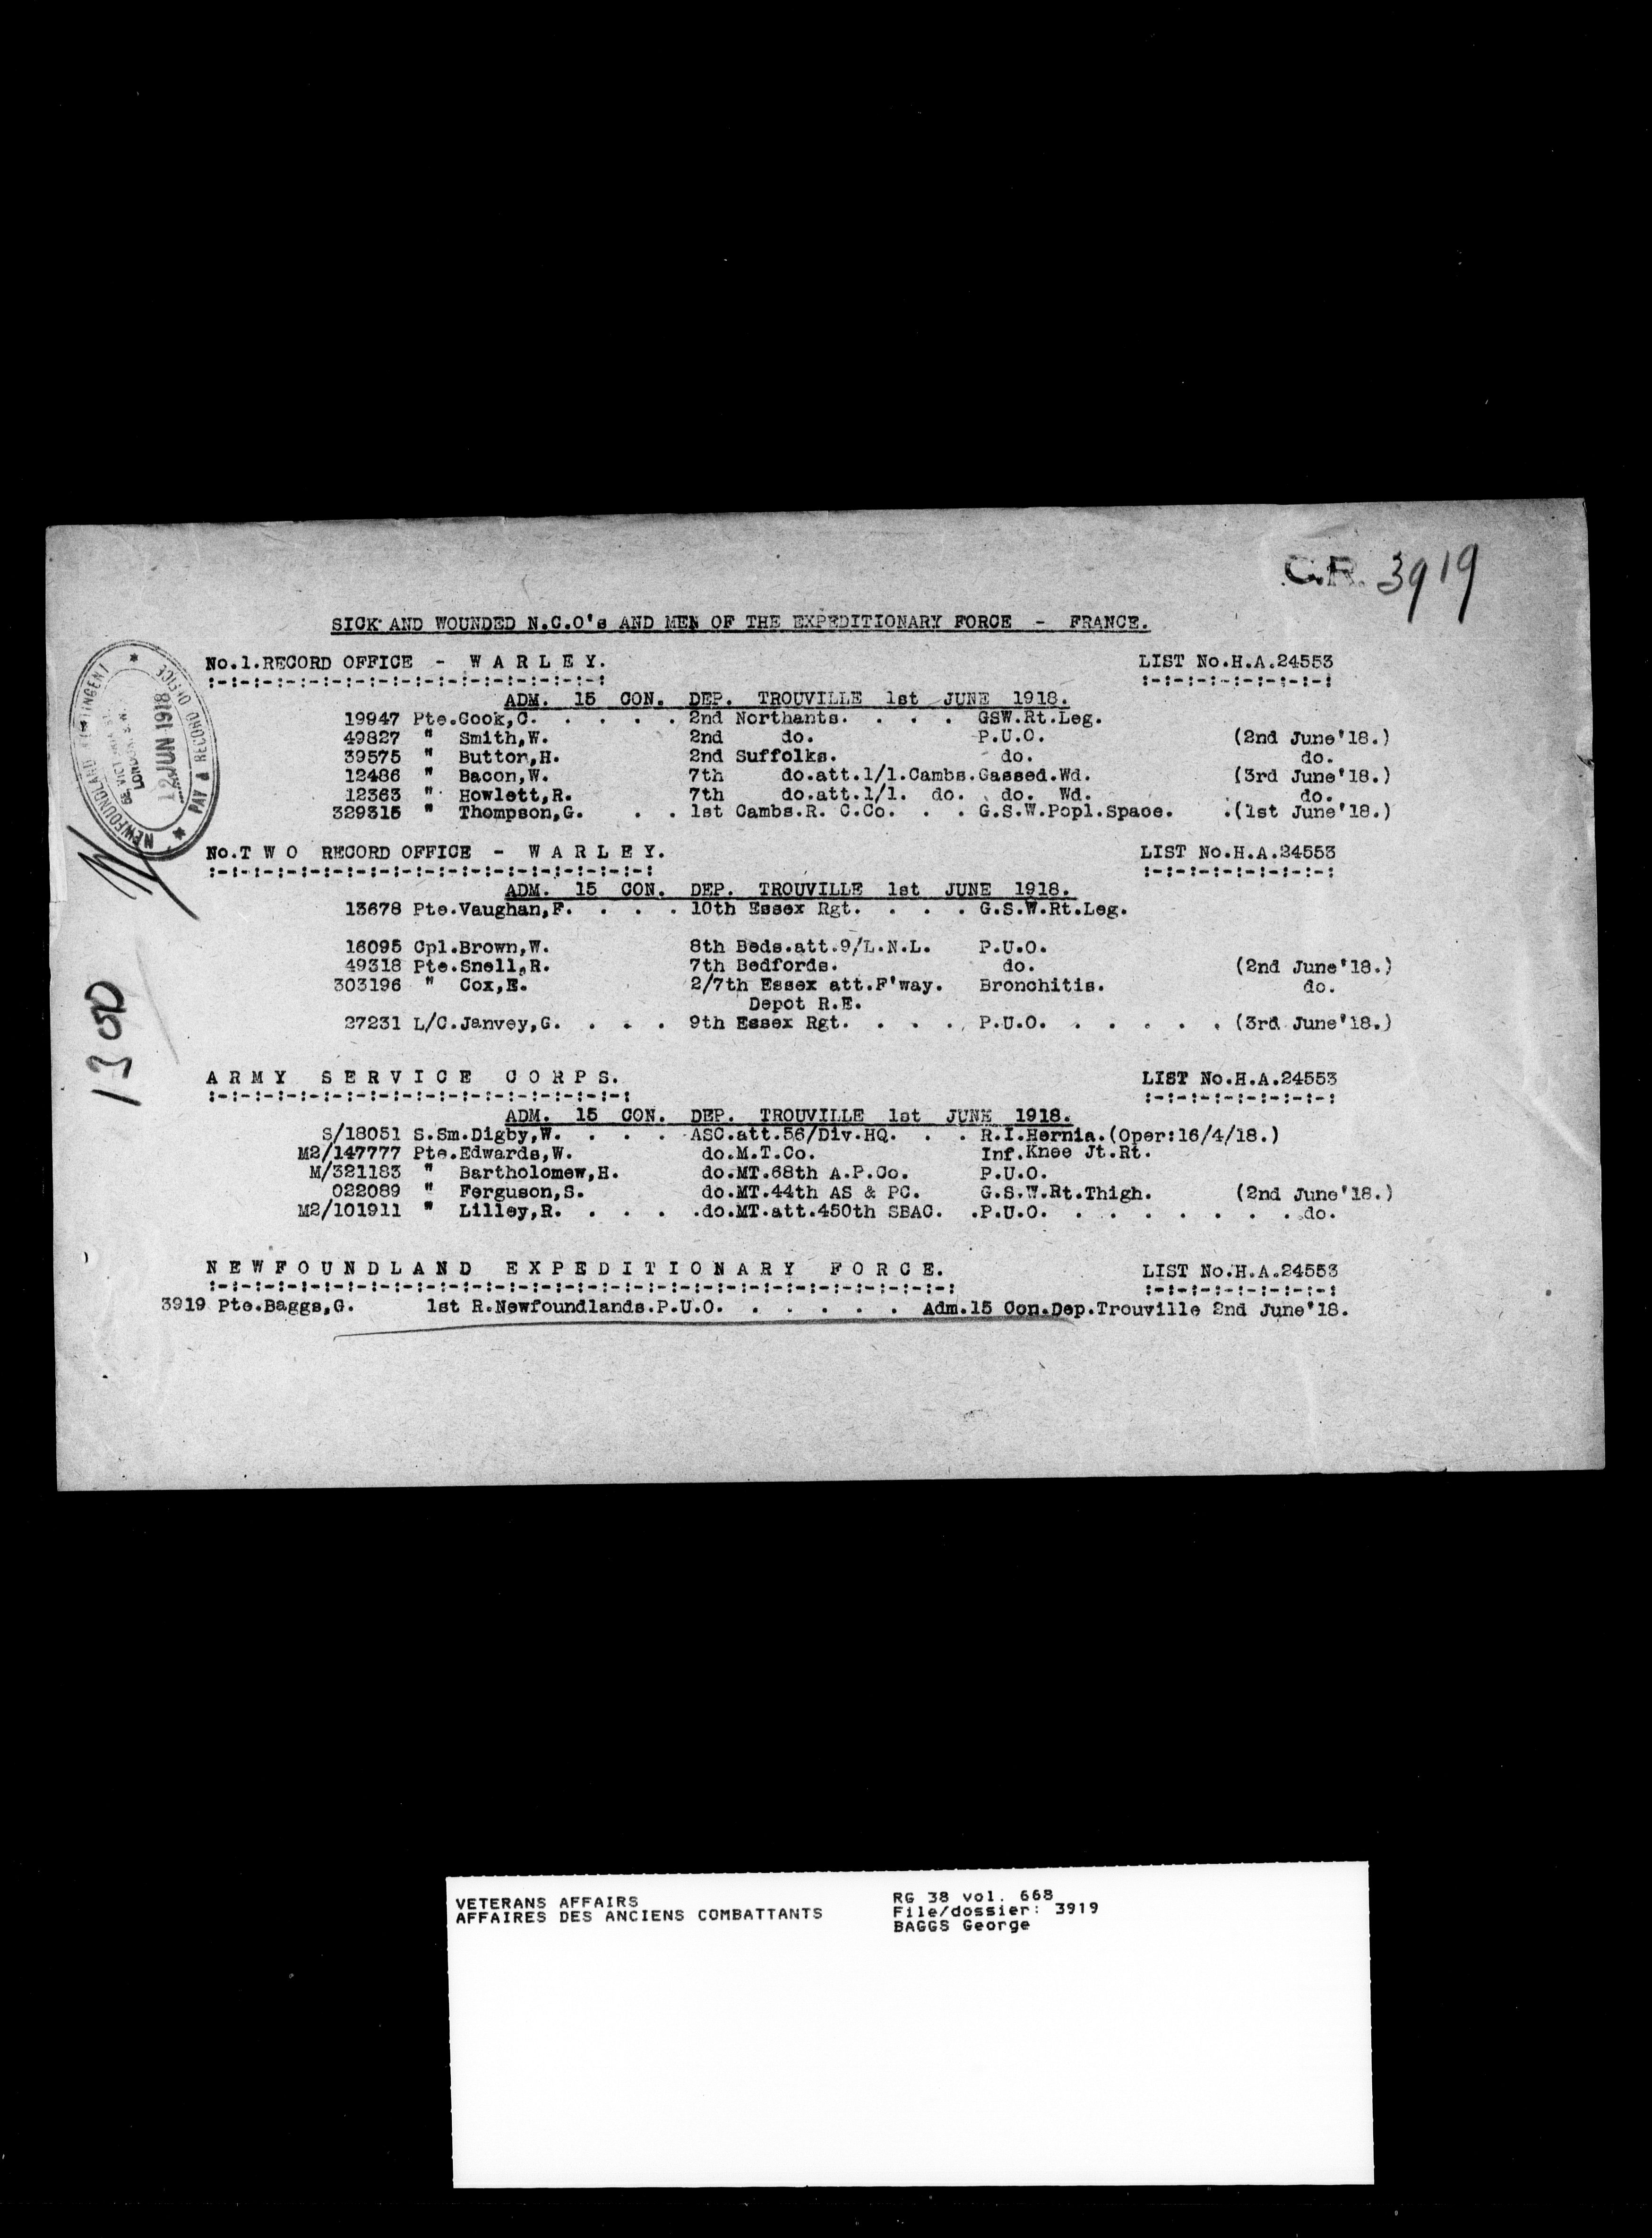 C.R. 3919
SICK AND WOUNDED N.C.O's AND MEN OF THE EXPEDITIONARY FORCE - FRANCE.
No.1.RECORD OFFICE - W A R L E Y. LIST No.H.A.24553
:-:-:-:-:-:-:-:-:-:-:-:-:-:-:-:-:-: :-:-:-:-:-:-:-:-:
ADM. 15 CON. DEP. TROUVILLE 1st JUNE 1918.
19947 Pte.Cook,C. . . . . . 2nd Northants. . . . . GSW.Rt.Leg.
49827 " Smith,W. 2nd do. P.U.O. (2nd June'18.)
39575 " Button,H. 2nd Suffolks. do. do.
12486 " Bacon,W. 7th do.att.1/1.Cambs.Gassed.Wd. (3rd June'18.)
12363 " Howlett,R. 7th do.att.1/1. do. do. Wd. do.
329315 " Thompson,G. . . 1st Cambs.R. C.Co. . . G.S.W.Popl.Space. .(1st June'18.)
No.T W O RECORD OFFICE - W A R L E Y. LIST No.H.A.24553
:-:-:-:-:-:-:-:-:-:-:-:-:-:-:-:-:-:-:-: :-:-:-:-:-:-:-:-:
ADM. 15 CON. DEP. TROUVILLE 1st JUNE 1918.
13678 Pte.Vaughan,F. . . . . 10th Essex Rgt. . . . . G.S.W.Rt.Leg.
16095 Cpl.Brown,W. 8th Beds.att.9/L.N.L. P.U.O.
49318 Pte.Snell,R. 7th Bedfords. do. (2nd June'18.)
303196 " Cox,E. 2/7th Essex att.F'way. Bronchitis. do.
Depot R.E.
27231 L/C.Janvey,G. . . . . 9th Essex Rgt. . . . . P.U.O. . . . . . . (3rd June'18.)
A R M Y S E R V I C E C O R P S. LIST No.H.A.24553
:-:-:-:-:-:-:-:-:-:-:-:-:-:-:-:-:-:-: :-:-:-:-:-:-:-:-:
ADM. 15 CON. DEP. TROUVILLE 1st JUNE 1918.
S/18051 S.Sm.Digby,W. . . . . ASC.att.56/Div.HQ. . . R.I.Hernia.(Oper:16/4/18.)
M2/147777 Pte.Edwards,W. do.M.T.Co. Inf.Knee Jt.Rt.
M/321183 " Bartholomew,H. do.MT.68th A.P.Co. P.U.O.
022089 " Ferguson,S. do.MT.44th AS & PC. G.S.W.Rt.Thigh. (2nd June'18.)
M2/101911 " Lilley,R. . . . . .do.MT.att.450th SBAC. .P.U.O. . . . . . . . . . do.
N E W F O U N D L A N D E X P E D I T I O N A R Y F O R C E. LIST No.H.A.24553
:-:-:-:-:-:-:-:-:-:-:-:-:-:-:-:-:-:-:-:-:-:-:-:-:-:-:-:-:-:-:-:-: :-:-:-:-:-:-:-:-:
3919 Pte.Baggs,G. 1st R.Newfoundlands.P.U.O. . . . . . . . Adm.15 Con.Dep.Trouville 2nd June'18.
NEWFOUNDLAND CONTINGENT
58, VICTORIA ST.
LONDON. S.W.
12 JUN 1918
PAY & RECORD OFFICE
1300
VETERANS AFFAIRS
AFFAIRES DES ANCIENS COMBATTANTS
RG 38 vol. 668
File/dossier: 3919
BAGGS George